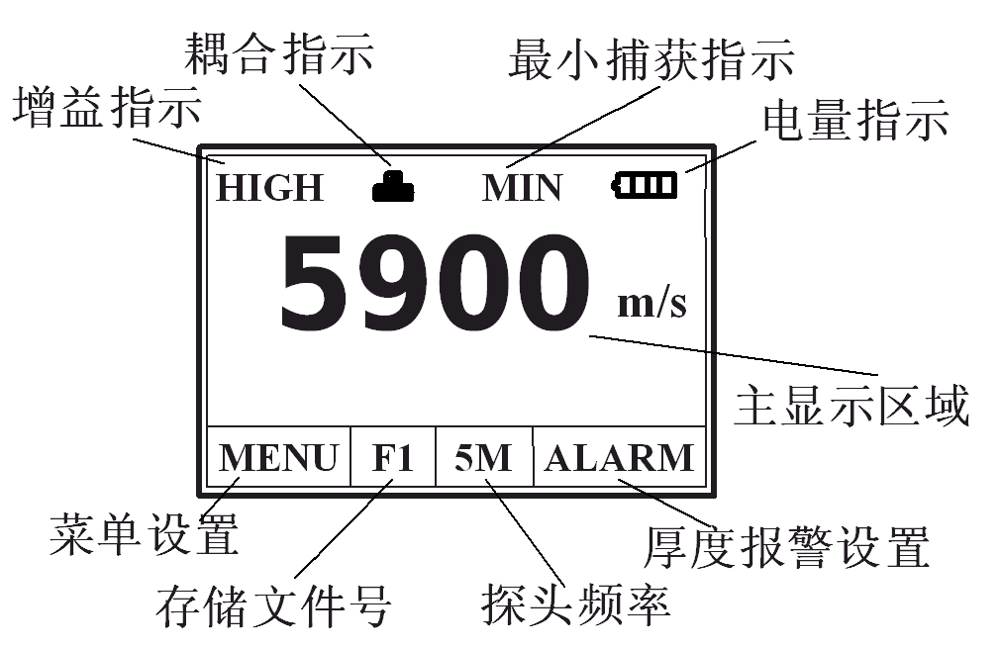 耦合指示
最小捕获指示
增益指示
电量指示
HIGH
MIN
5900 m/s
主显示区域
MENU F1 5M ALARM
菜单设置
厚度报警设置
存储文件号
探头频率